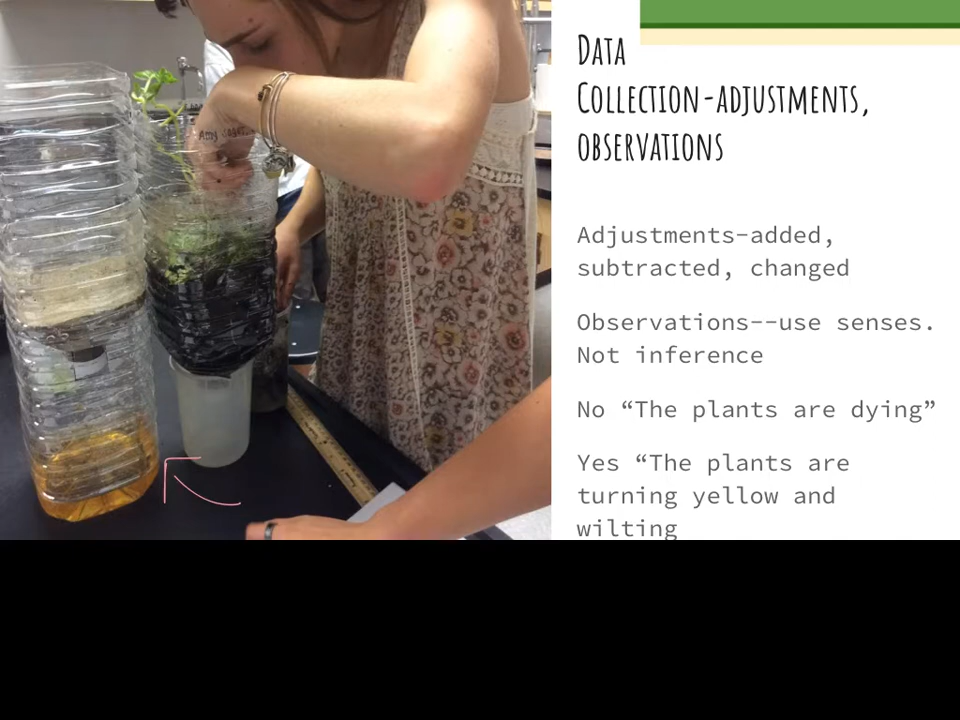 Data
Collection-adjustments,
observations
Adjustments-added,
subtracted, changed
Observations--use senses.
Not inference
No “The plants are dying”
Yes “The plants are
turning yellow and
wilting